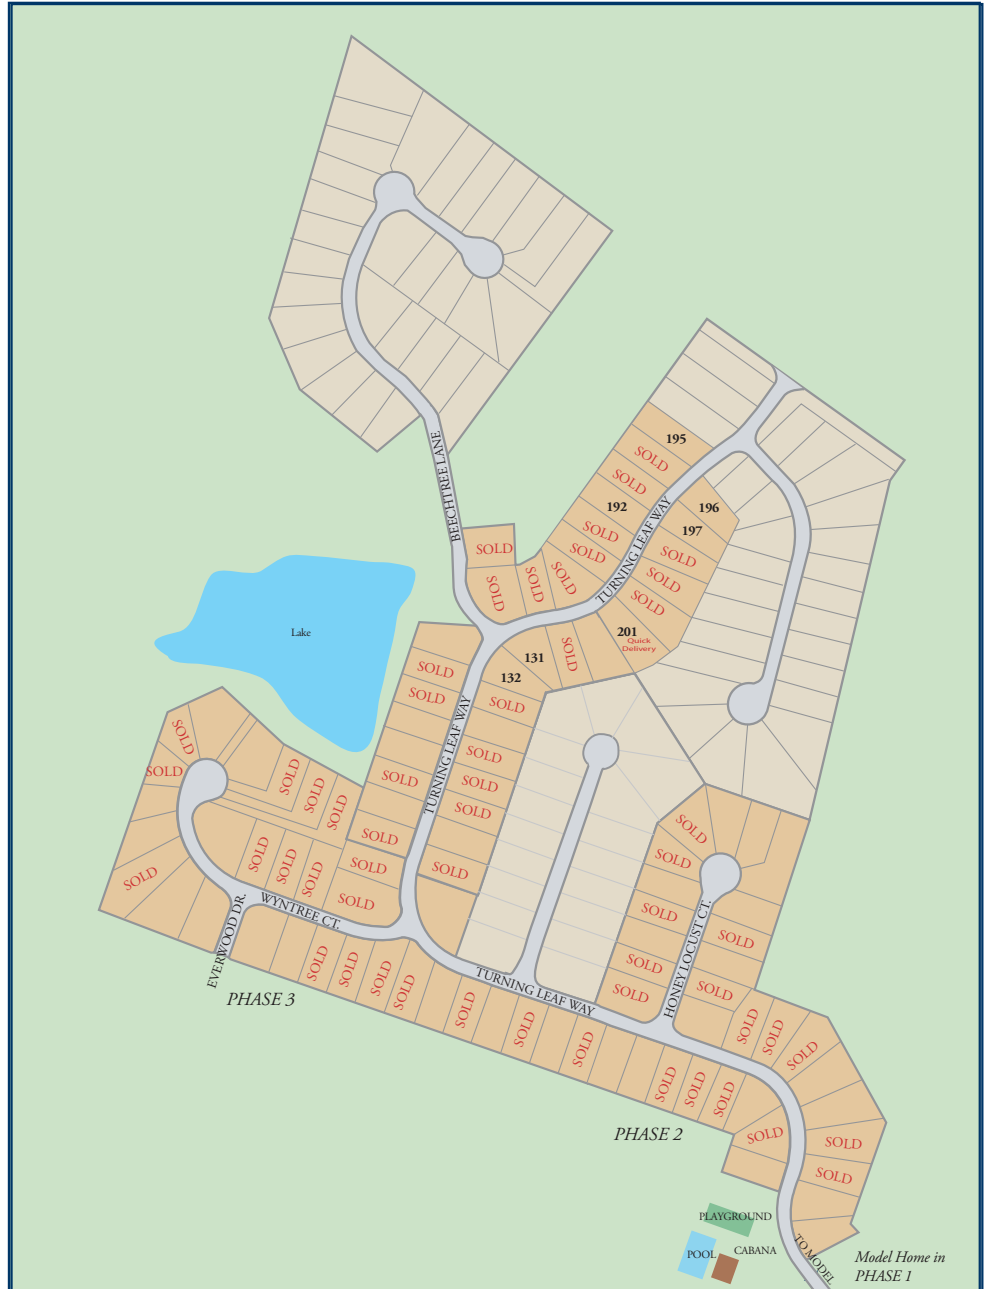 195
SOLD
SOLD
192
SOLD
SOLD
196
197
SOLD
SOLD
SOLD
201
Quick
Delivery
TURNING LEAF WAY
BEECHTREE LANE
SOLD
SOLD
SOLD
SOLD
Lake
131
132
SOLD
SOLD
SOLD
SOLD
SOLD
SOLD
SOLD
SOLD
SOLD
SOLD
SOLD
SOLD
SOLD
TURNING LEAF WAY
SOLD
SOLD
SOLD
SOLD
SOLD
SOLD
SOLD
SOLD
SOLD
WYNTREE CT.
EVERWOOD DR.
SOLD
SOLD
SOLD
SOLD
SOLD
SOLD
SOLD
PHASE 3
TURNING LEAF WAY
SOLD
SOLD
SOLD
SOLD
SOLD
SOLD
SOLD
HONEY LOCUST CT.
SOLD
SOLD
SOLD
SOLD
SOLD
SOLD
SOLD
PHASE 2
SOLD
SOLD
SOLD
PLAYGROUND
POOL
CABANA
TO MODEL
Model Home in
PHASE 1